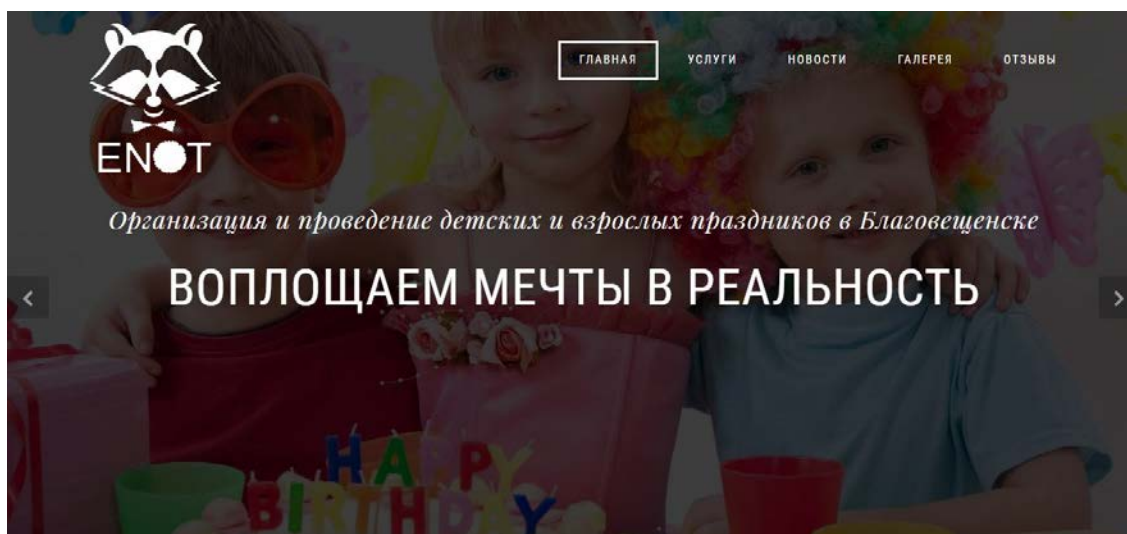 ENOT
ГЛАВНАЯ УСЛУГИ НОВОСТИ ГАЛЕРЕЯ ОТЗЫВЫ
Организация и проведение детских и взрослых праздников в Благовещенске
ВОПЛОЩАЕМ МЕЧТЫ В РЕАЛЬНОСТЬ
HAPPY
BIRTHDAY